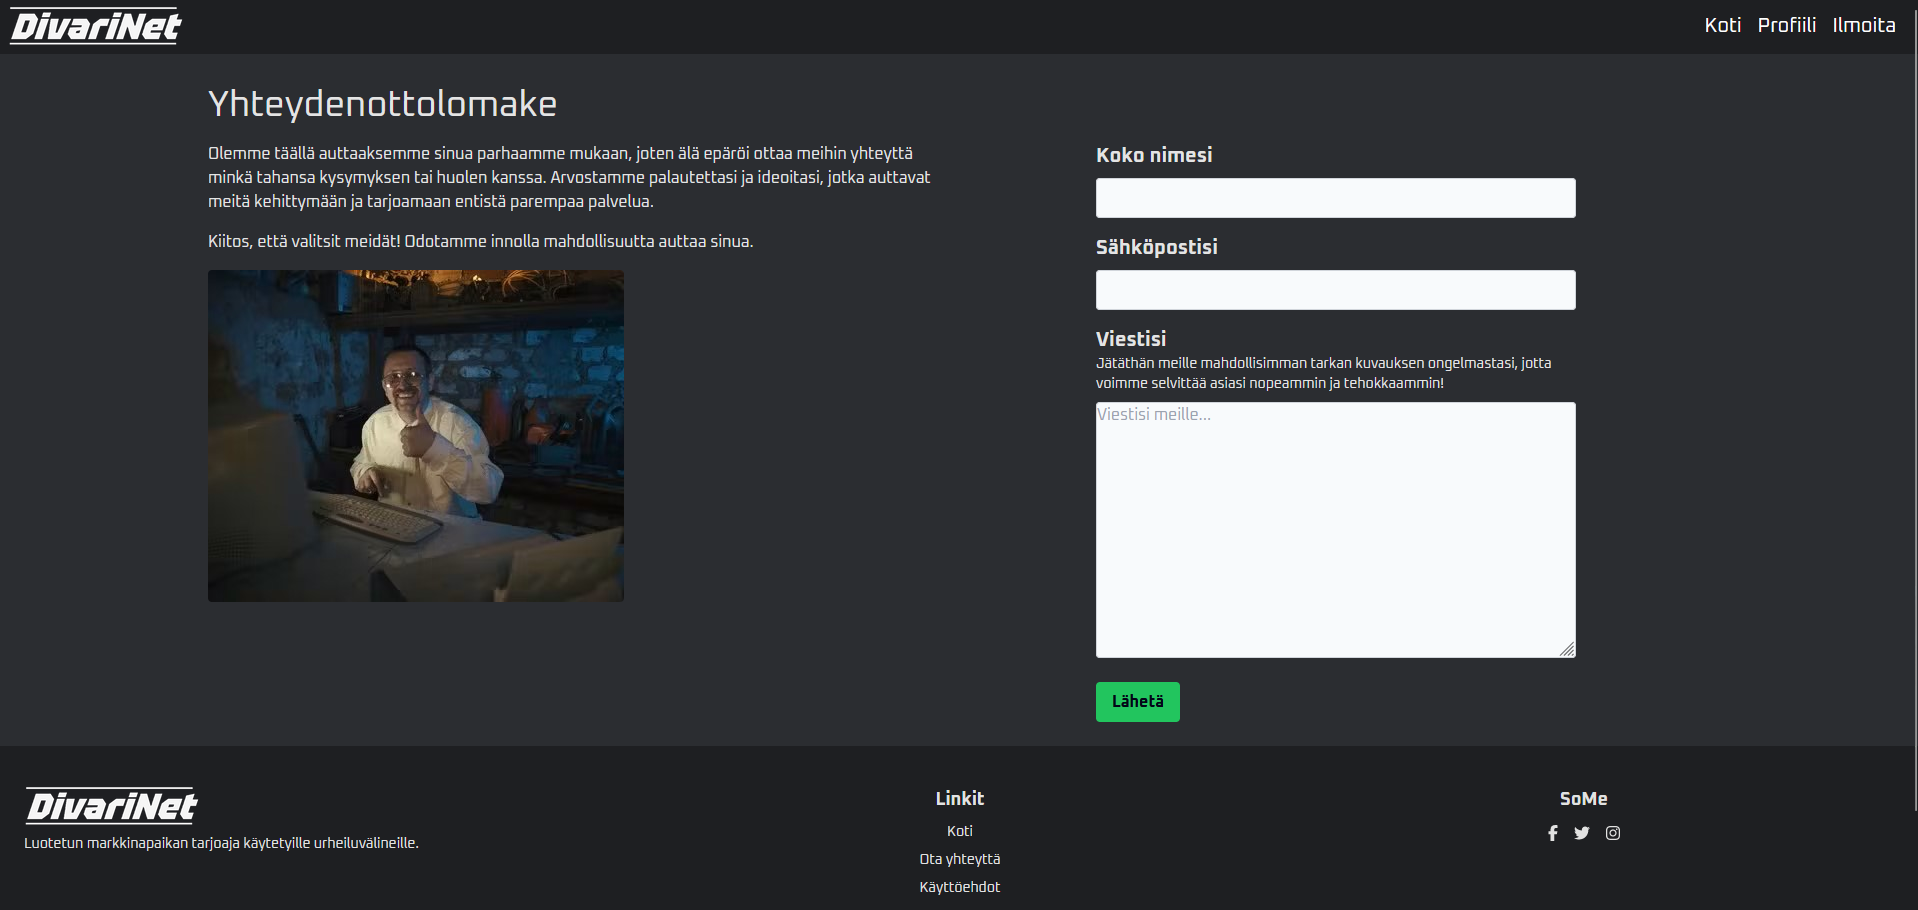 DivariNet
Koti Profiili Ilmoita
Yhteydenottolomake
Olemme täällä auttaaksemme sinua parhaamme mukaan, joten älä epäröi ottaa meihin yhteyttä
minkä tahansa kysymyksen tai huolen kanssa. Arvostamme palautettasi ja ideoitasi, jotka auttavat
meitä kehittymään ja tarjoamaan entistä parempaa palvelua.
Kiitos, että valitsit meidät! Odotamme innolla mahdollisuutta auttaa sinua.
Koko nimesi
Sähköpostisi
Viestisi
Jätäthän meille mahdollisimman tarkan kuvauksen ongelmastasi, jotta
voimme selvittää asiasi nopeammin ja tehokkaammin!
Viestisi meille...
Lähetä
DivariNet
Luotetun markkinapaikan tarjoaja käytetyille urheiluvälineille.
Linkit
Koti
Ota yhteyttä
Käyttöehdot
SoMe